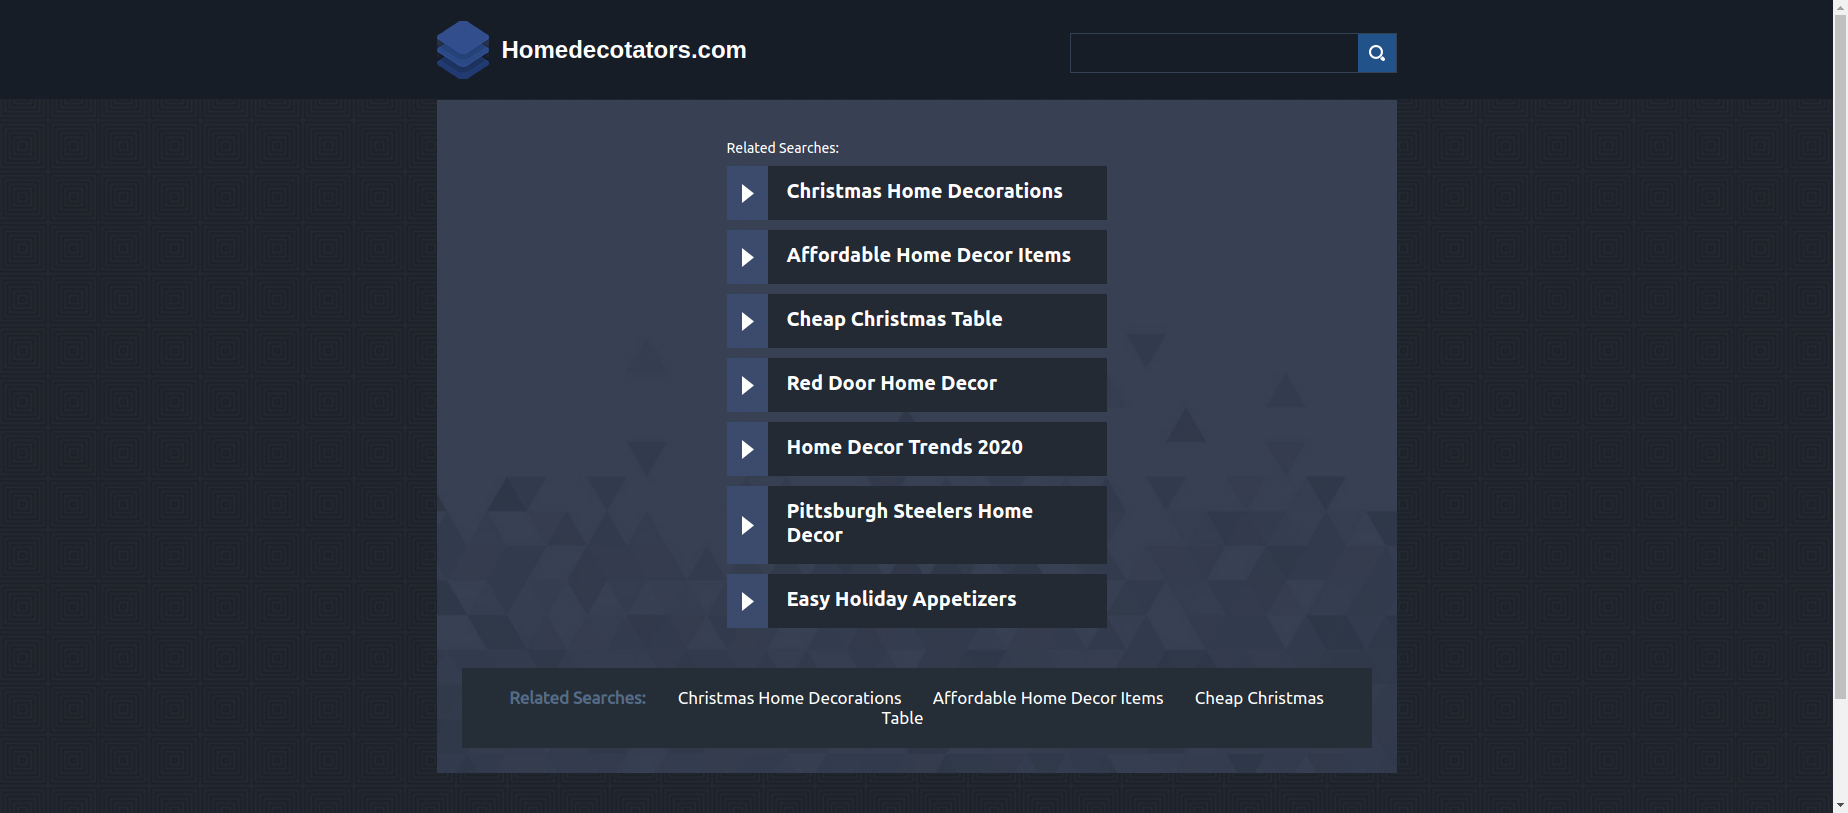 Homedecotators.com
Related Searches:
Christmas Home Decorations
Affordable Home Decor Items
Cheap Christmas Table
Red Door Home Decor
Home Decor Trends 2020
Pittsburgh Steelers Home
Decor
Easy Holiday Appetizers
Related Searches: Christmas Home Decorations Affordable Home Decor Items Cheap Christmas
Table